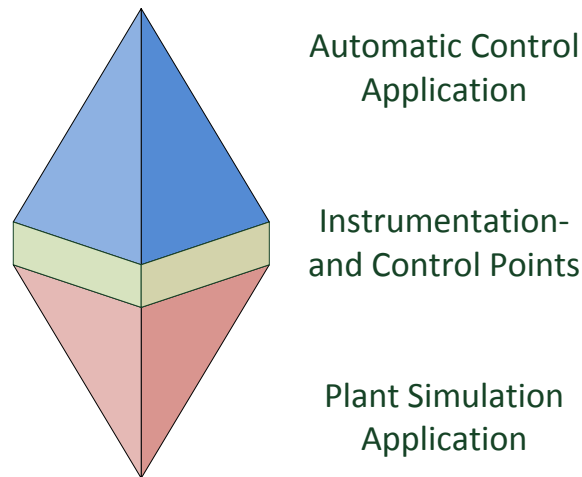 Automatic Control
Application
Instrumentation-
and Control Points
Plant Simulation
Application